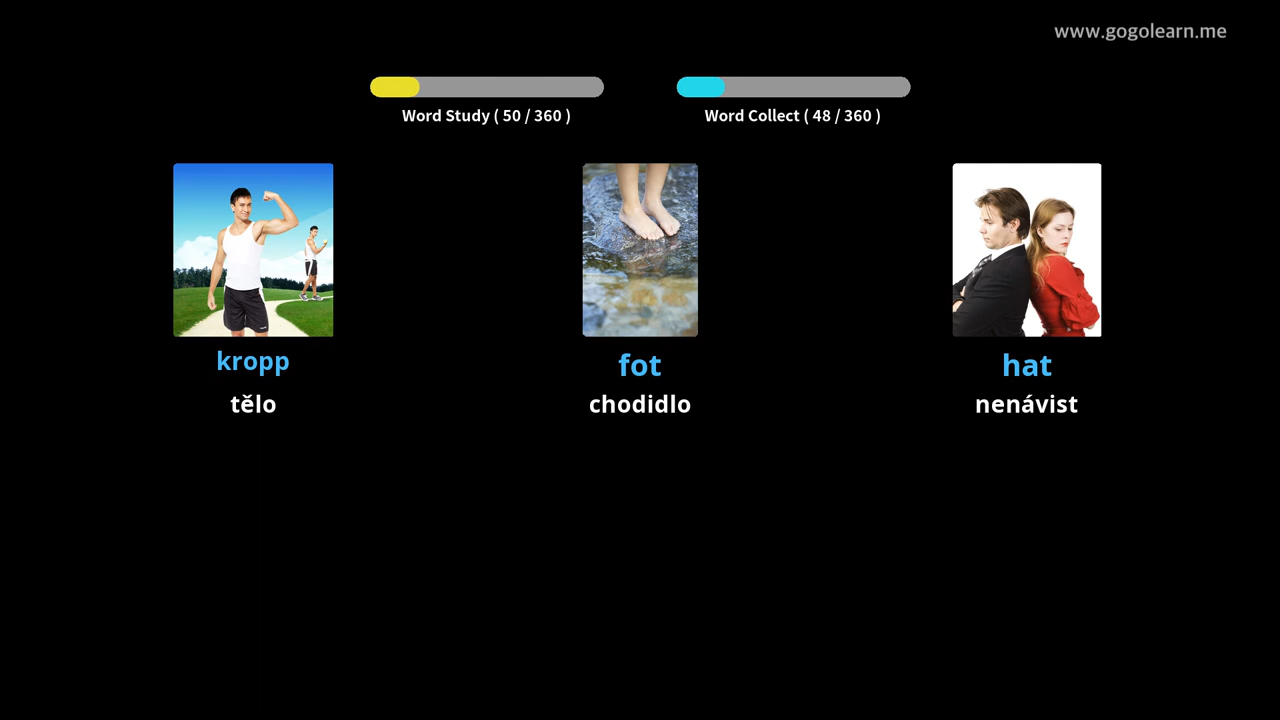 www.gogolearn.me
Word Study ( 50 / 360 )
Word Collect ( 48 / 360 )
kropp
fot
hat
tělo
chodidlo
nenávist